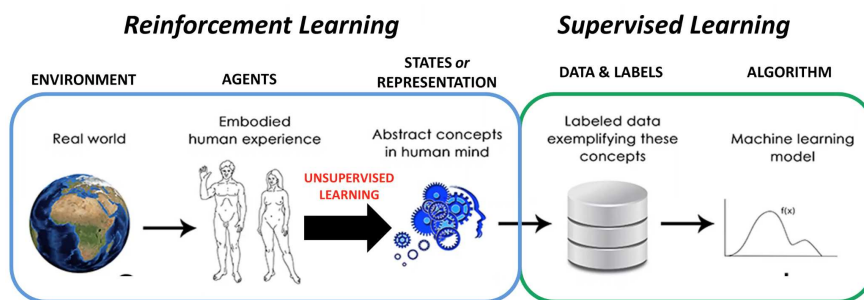 Reinforcement Learning
Supervised Learning
ENVIRONMENT
AGENTS
STATES or
REPRESENTATION
DATA & LABELS
ALGORITHM
Real world
Embodied
human experience
UNSUPERVISED
LEARNING
Abstract concepts
in human mind
Labeled data
exemplifying these
concepts
Machine learning
model
f(x)